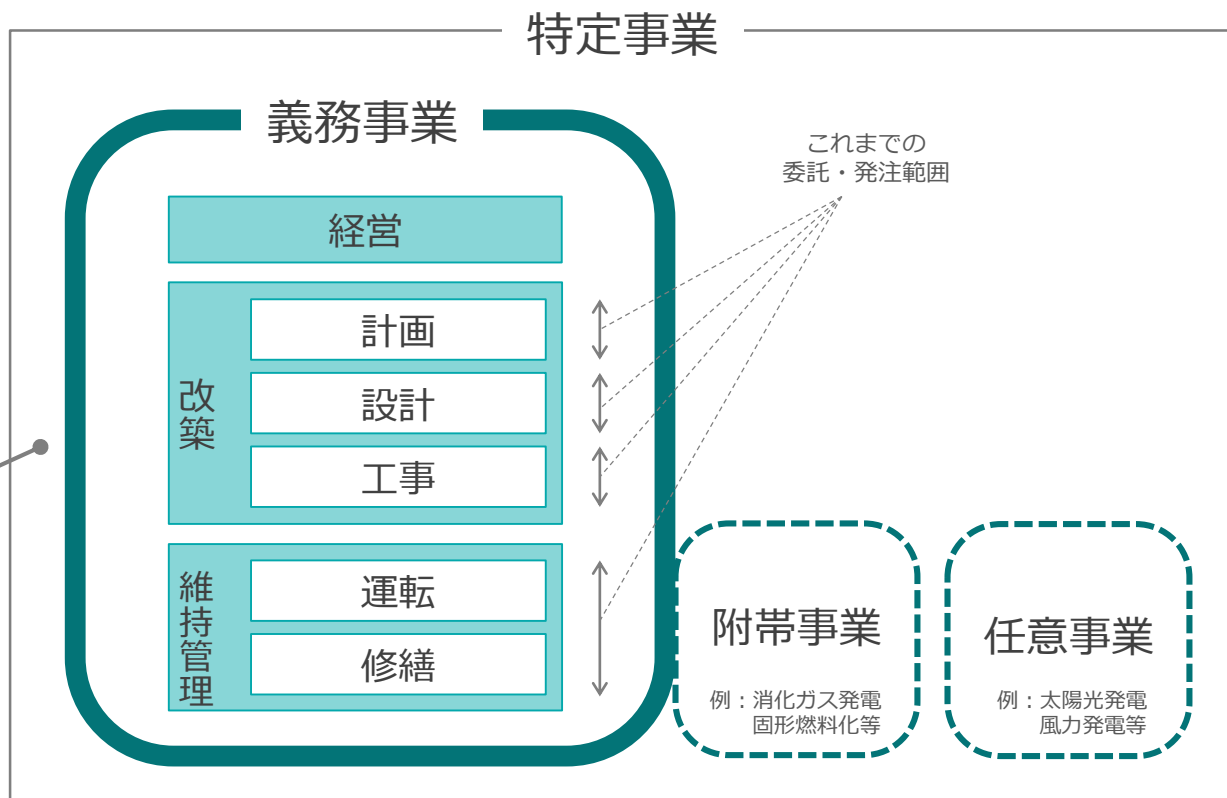 特定事業
義務事業
これまでの
委託・発注範囲
経営
改築
計画
設計
工事
維持管理
運転
修繕
附帯事業
例：消化ガス発電
固形燃料化等
任意事業
例：太陽光発電
風力発電等